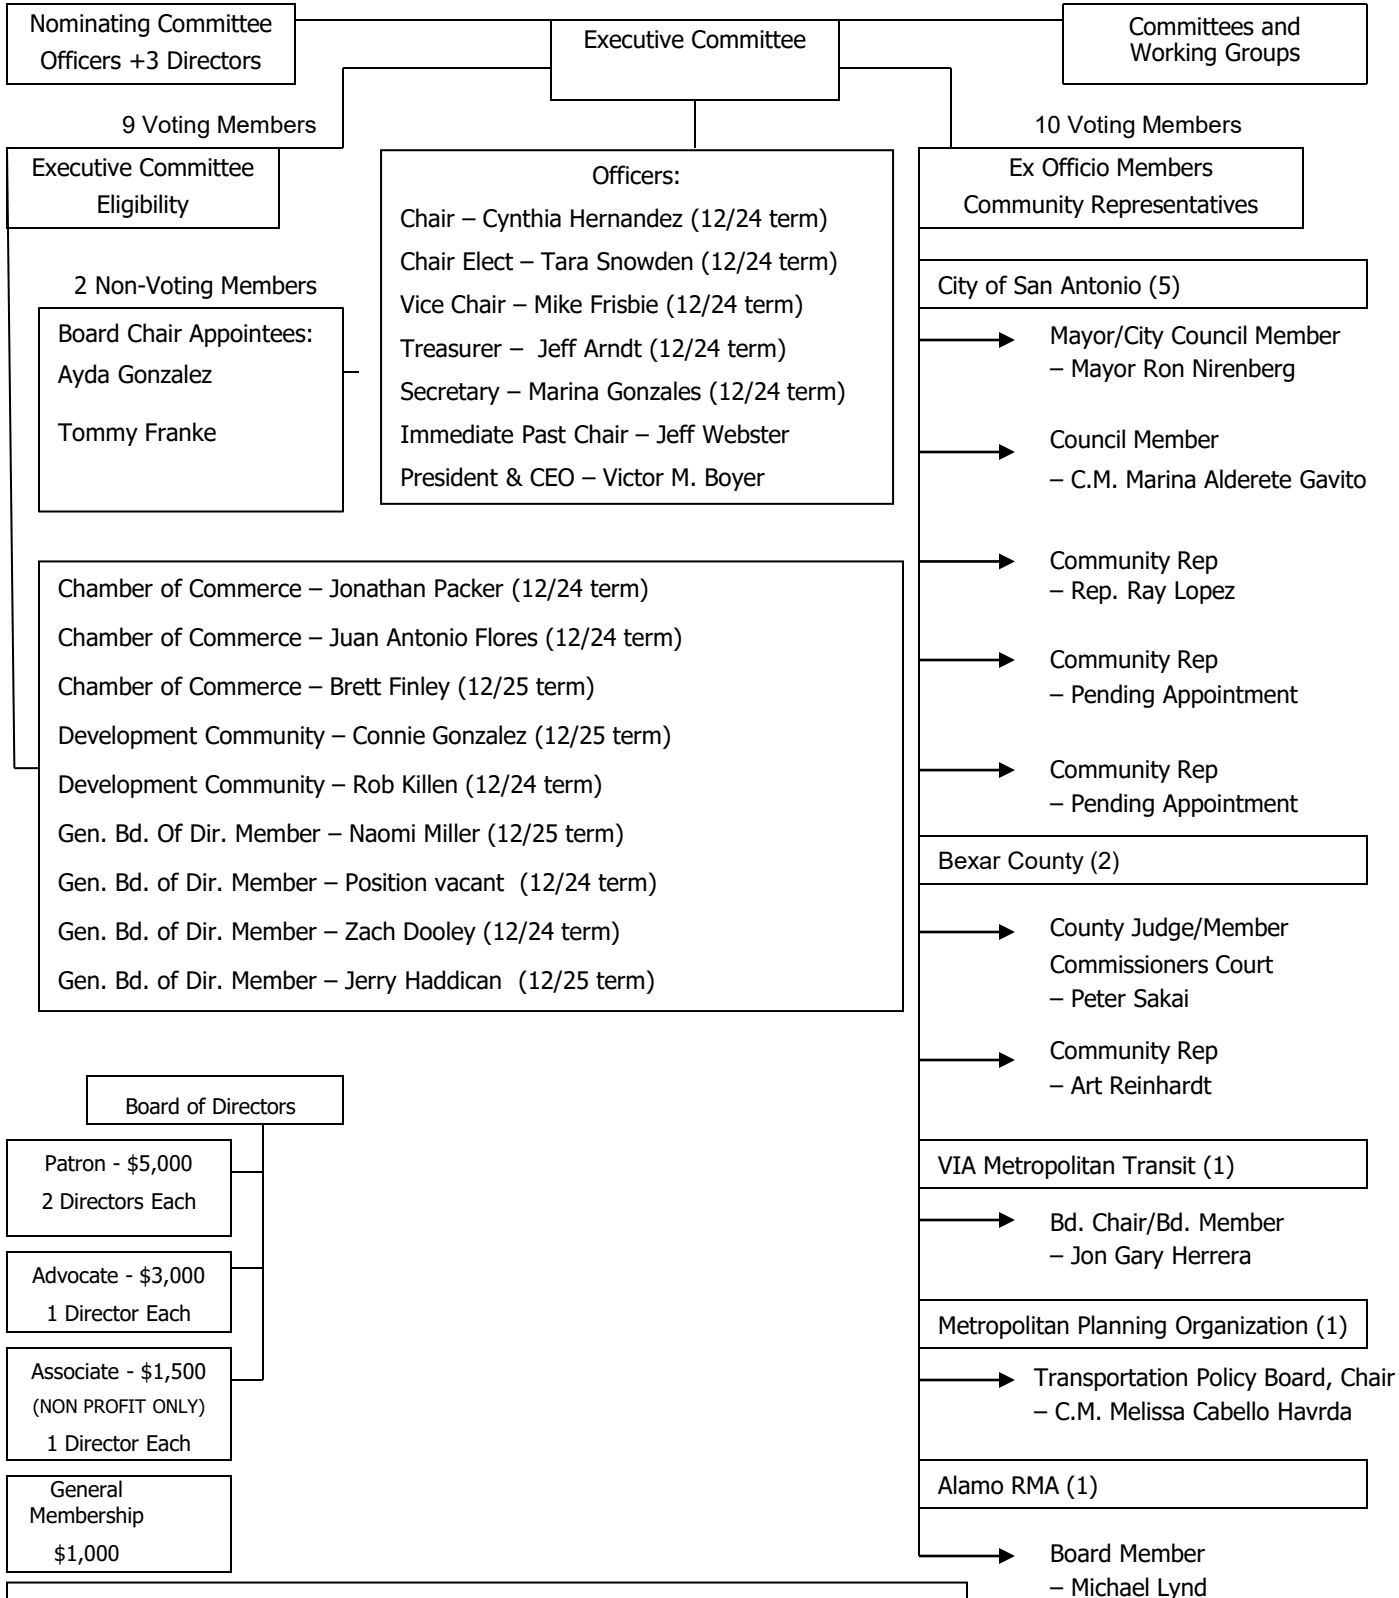 Nominating Committee
Officers +3 Directors
Executive Committee
Committees and
Working Groups
9 Voting Members
10 Voting Members
Executive Committee
Eligibility
Officers:
Chair – Cynthia Hernandez (12/24 term)
Chair Elect – Tara Snowden (12/24 term)
Vice Chair – Mike Frisbie (12/24 term)
Treasurer – Jeff Arndt (12/24 term)
Secretary – Marina Gonzales (12/24 term)
Immediate Past Chair – Jeff Webster
President & CEO – Victor M. Boyer
2 Non-Voting Members
Board Chair Appointees:
Ayda Gonzalez
Tommy Franke
Chamber of Commerce – Jonathan Packer (12/24 term)
Chamber of Commerce – Juan Antonio Flores (12/24 term)
Chamber of Commerce – Brett Finley (12/25 term)
Development Community – Connie Gonzalez (12/25 term)
Development Community – Rob Killen (12/24 term)
Gen. Bd. Of Dir. Member – Naomi Miller (12/25 term)
Gen. Bd. of Dir. Member – Position vacant (12/24 term)
Gen. Bd. of Dir. Member – Zach Dooley (12/24 term)
Gen. Bd. of Dir. Member – Jerry Haddican (12/25 term)
Ex Officio Members
Community Representatives
City of San Antonio (5)
Mayor/City Council Member
– Mayor Ron Nirenberg
Council Member
– C.M. Marina Alderete Gavito
Community Rep
– Rep. Ray Lopez
Community Rep
– Pending Appointment
Community Rep
– Pending Appointment
Bexar County (2)
County Judge/Member
Commissioners Court
– Peter Sakai
Community Rep
– Art Reinhardt
VIA Metropolitan Transit (1)
Bd. Chair/Bd. Member
– Jon Gary Herrera
Metropolitan Planning Organization (1)
Transportation Policy Board, Chair
– C.M. Melissa Cabello Havrda
Alamo RMA (1)
Board Member
– Michael Lynd
Board of Directors
Patron - $5,000
2 Directors Each
Advocate - $3,000
1 Director Each
Associate - $1,500
(NON PROFIT ONLY)
1 Director Each
General
Membership
$1,000